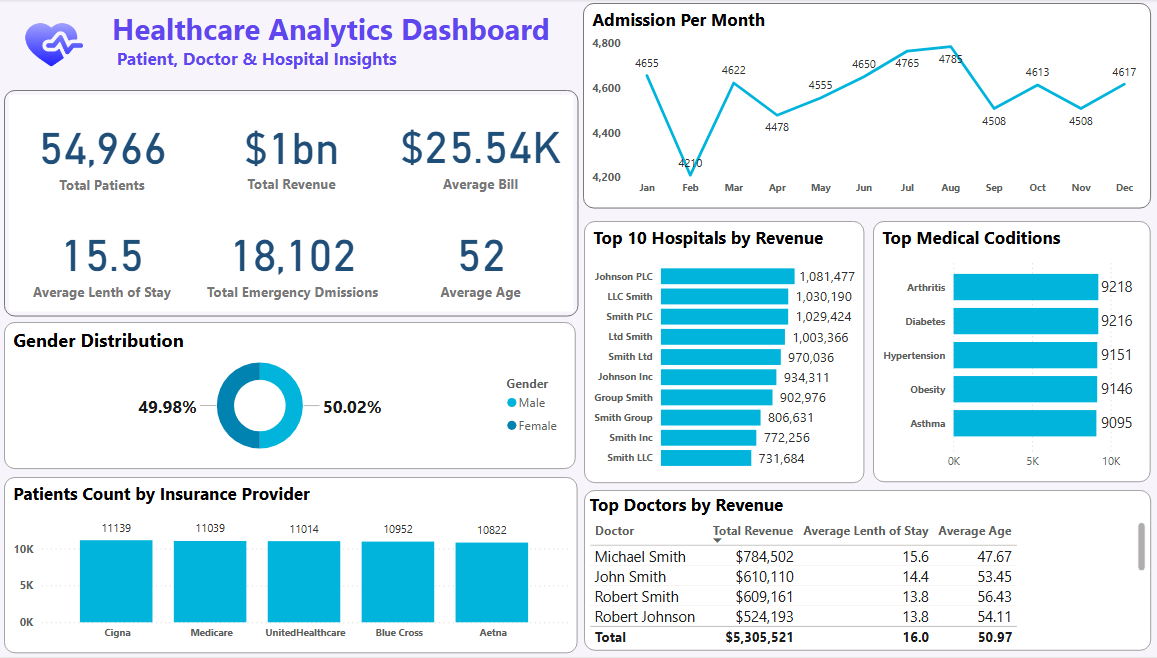 Healthcare Analytics Dashboard
Patient, Doctor & Hospital Insights
54,966
Total Patients
$1bn
Total Revenue
$25.54K
Average Bill
15.5
Average Lenth of Stay
18,102
Total Emergency Dmissions
52
Average Age
Gender Distribution
49.98%
50.02%
Gender
Male
Female
Patients Count by Insurance Provider
10K
5K
0K
11139
11039
11014
10952
10822
Cigna
Medicare
UnitedHealthcare
Blue Cross
Aetna
Admission Per Month
4,800
4,600
4,400
4,200
4655
4210
4622
4478
4555
4650
4765
4785
4508
4613
4508
4617
Jan
Feb
Mar
Apr
May
Jun
Jul
Aug
Sep
Oct
Nov
Dec
Top 10 Hospitals by Revenue
Johnson PLC 1,081,477
LLC Smith 1,030,190
Smith PLC 1,029,424
Ltd Smith 1,003,366
Smith Ltd 970,036
Johnson Inc 934,311
Group Smith 902,976
Smith Group 806,631
Smith Inc 772,256
Smith LLC 731,684
Top Medical Coditions
Arthritis 9218
Diabetes 9216
Hypertension 9151
Obesity 9146
Asthma 9095
0K 5K 10K
Top Doctors by Revenue
Doctor Total Revenue Average Lenth of Stay Average Age
Michael Smith $784,502 15.6 47.67
John Smith $610,110 14.4 53.45
Robert Smith $609,161 13.8 56.43
Robert Johnson $524,193 13.8 54.11
Total $5,305,521 16.0 50.97